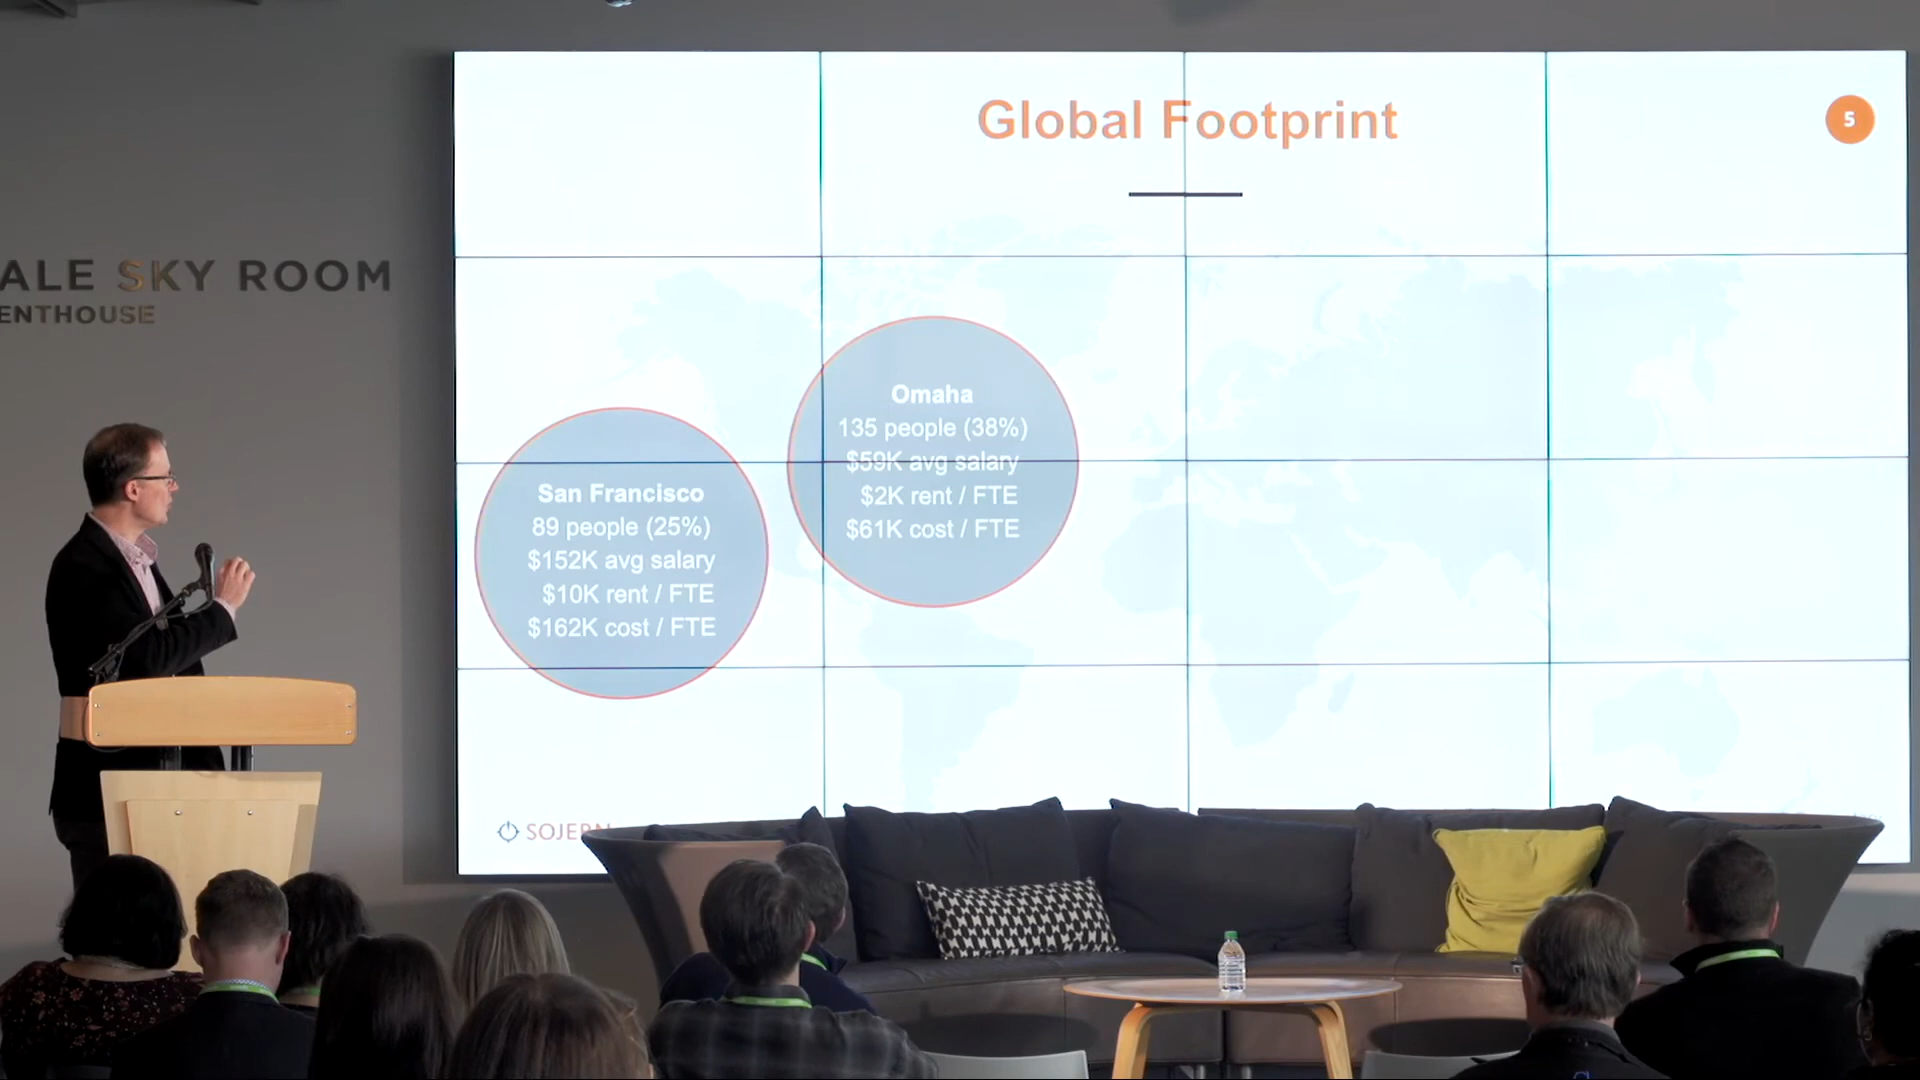 ALE SKY ROOM
ENTHOUSE
Global Footprint
5
Omaha
135 people (38%)
$59K avg salary
$2K rent / FTE
$61K cost / FTE
San Francisco
89 people (25%)
$152K avg salary
$10K rent / FTE
$162K cost / FTE
SOJERN